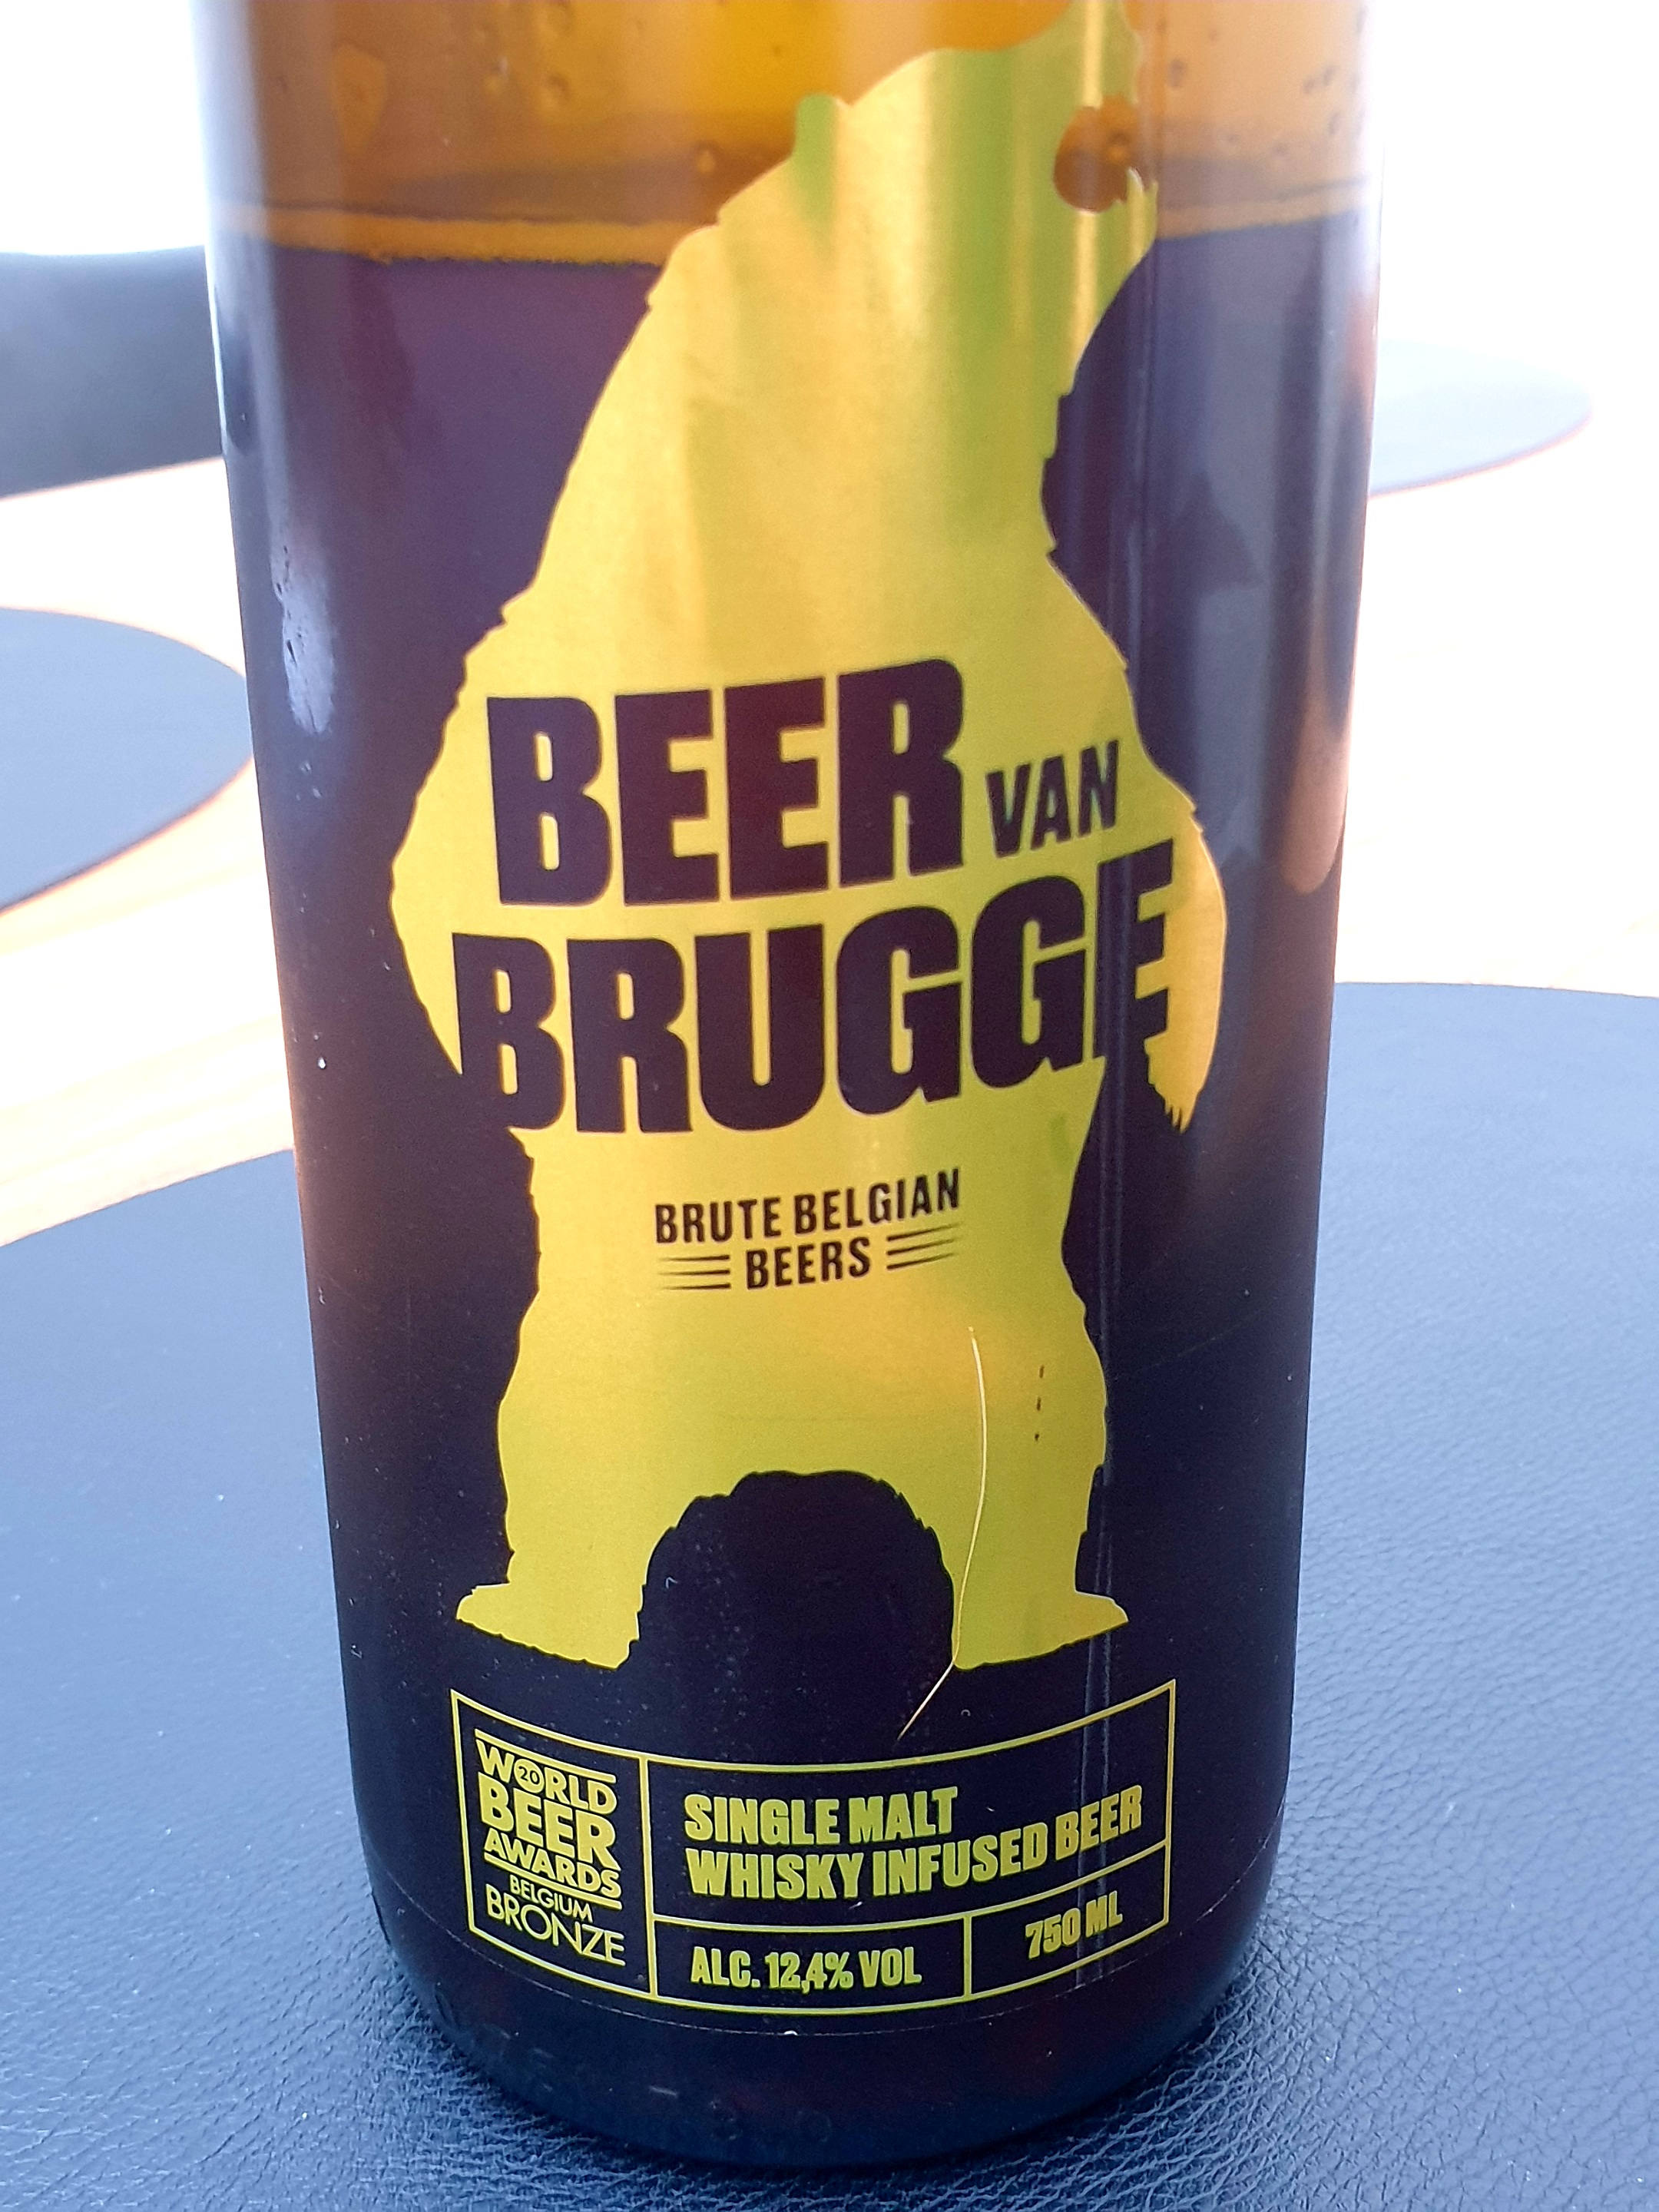 BEER VAN
BRUGGE
BRUTE BELGIAN
BEERS
WORLD
20
BEER
AWARDS
BELGIUM
BRONZE
SINGLE MALT
WHISKY INFUSED BEER
ALC. 12,4% VOL
750 ML